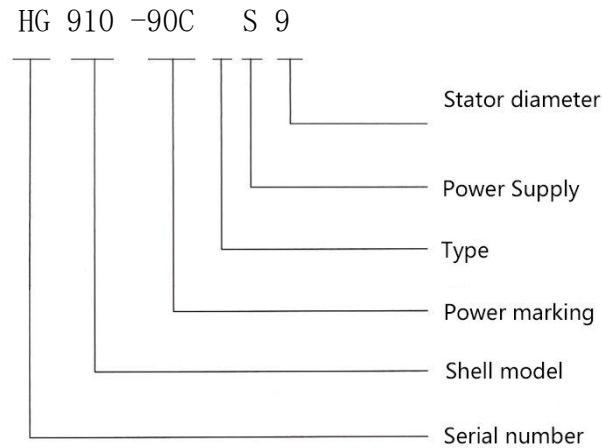 HG 910 -90C S 9
Stator diameter
Power Supply
Type
Power marking
Shell model
Serial number